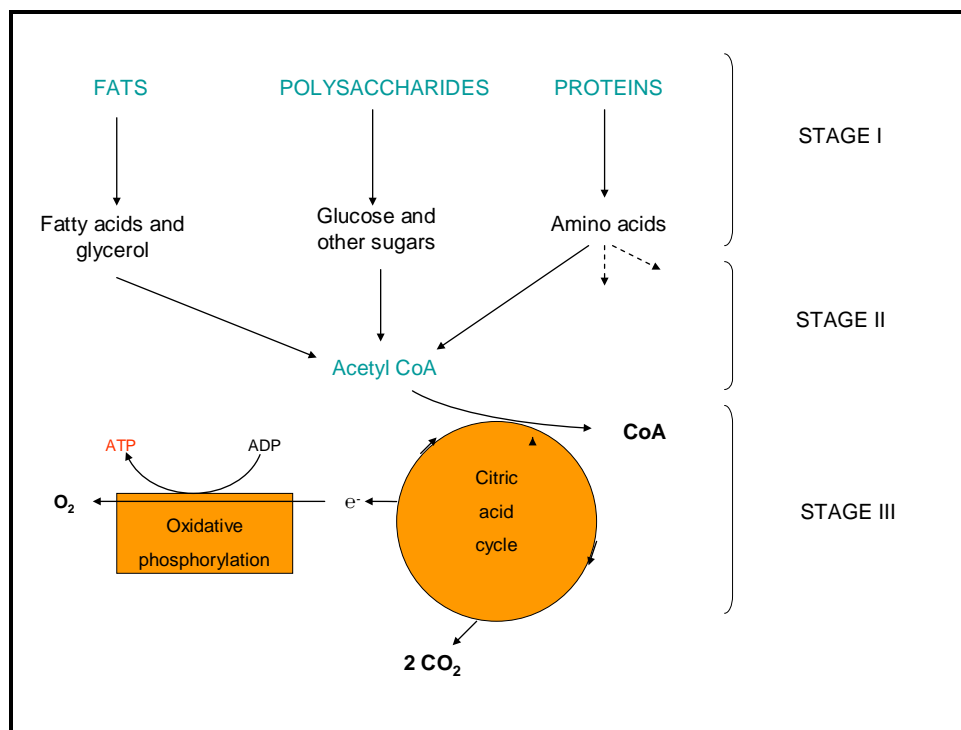 FATS
POLYSACCHARIDES
PROTEINS
STAGE I
Fatty acids and
glycerol
Glucose and
other sugars
Amino acids
STAGE II
Acetyl CoA
CoA
ATP
ADP
Citric
acid
cycle
O₂
e⁻
STAGE III
Oxidative
phosphorylation
2 CO₂